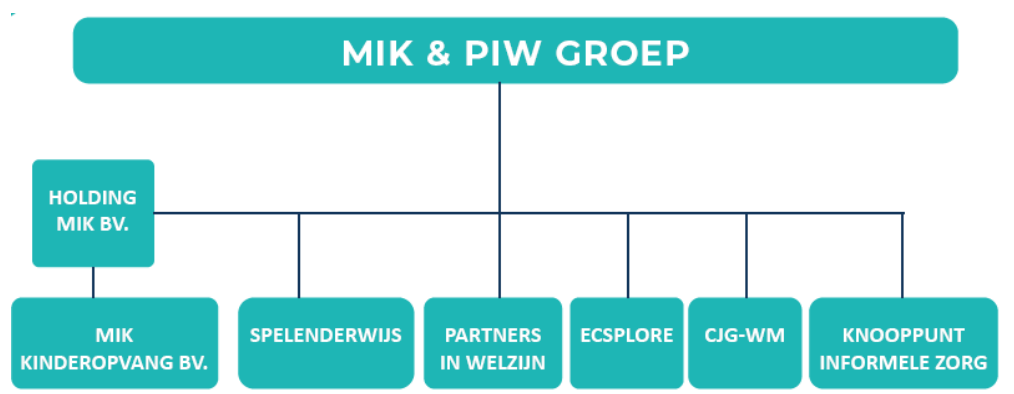 MIK & PIW GROEP
HOLDING
MIK BV.
MIK
KINDEROPVANG BV.
SPELENDERWIJS
PARTNERS
IN WELZIJN
ECSPLORE
CJG-WM
KNOOPPUNT
INFORMELE ZORG